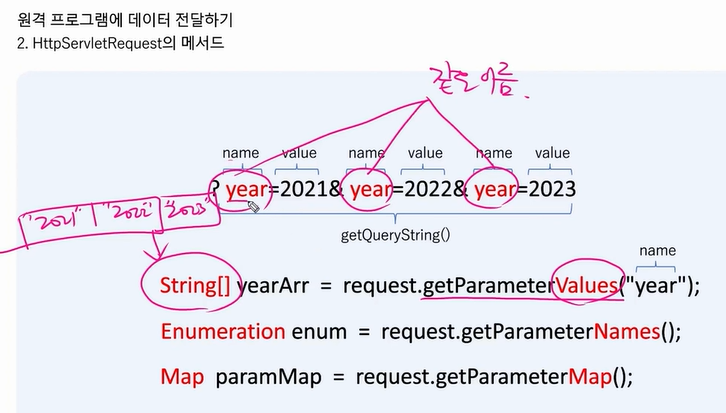 원격 프로그램에 데이터 전달하기
2. HttpServletRequest의 메서드
같은 이름.
name value name value name value
? year=2021& year=2022& year=2023
"2021" "2022" "2023"
getQueryString()
name
String[] yearArr = request.getParameterValues("year");
Enumeration enum = request.getParameterNames();
Map paramMap = request.getParameterMap();